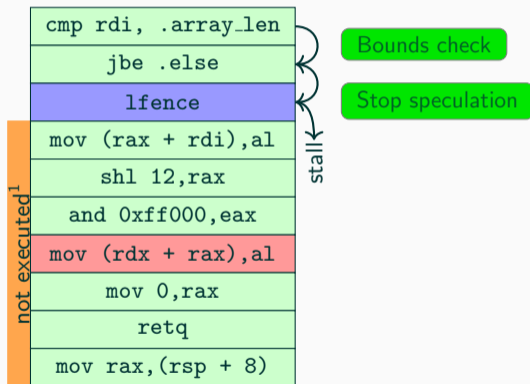 cmp rdi, .array_len
Bounds check
jbe .else
lfence
Stop speculation
mov (rax + rdi),al
stall
shl 12,rax
not executed1
and 0xff000,eax
mov (rdx + rax),al
mov 0,rax
retq
mov rax,(rsp + 8)